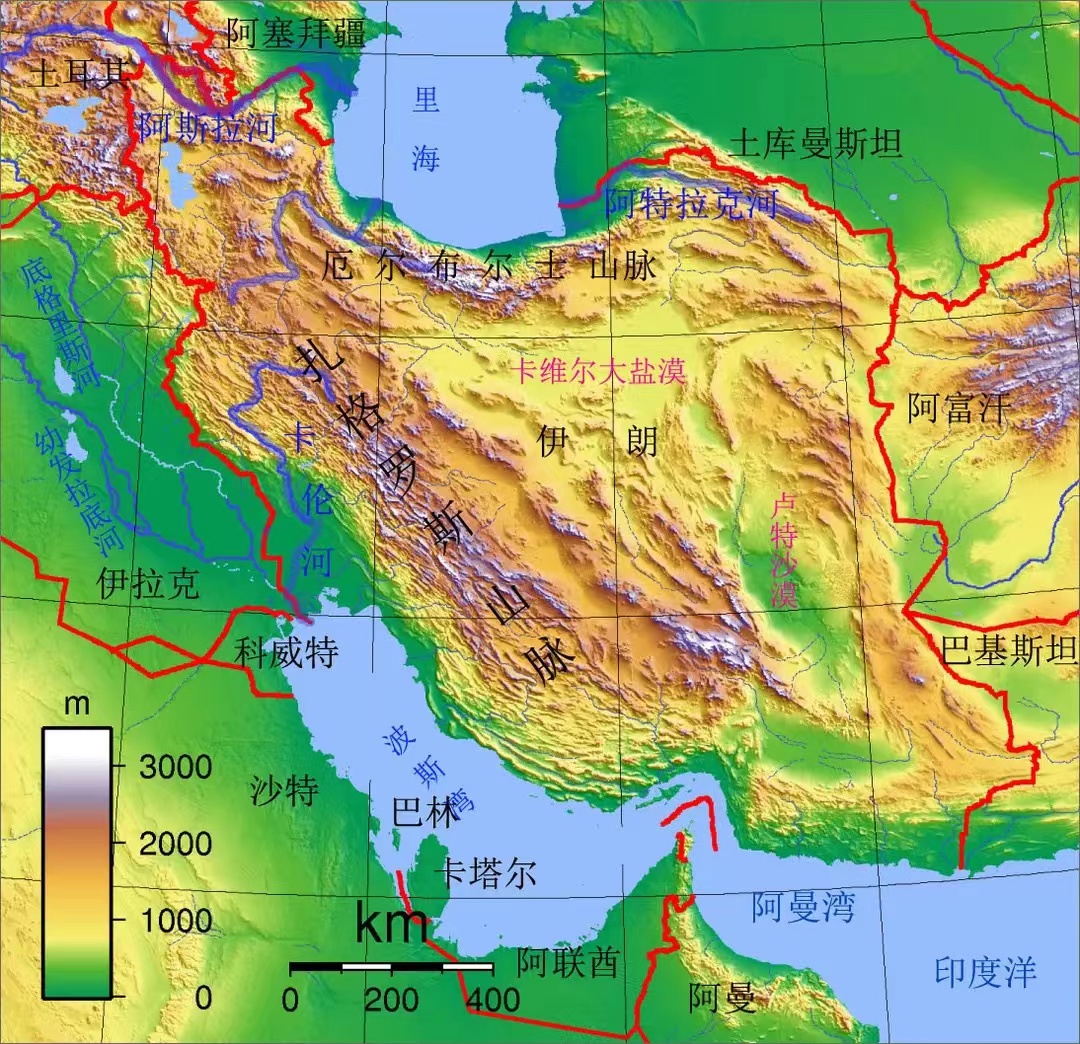 阿塞拜疆
土耳其
里海
阿斯拉河
土库曼斯坦
阿特拉克河
厄尔布尔士山脉
底格里斯河
扎格罗斯山脉
卡维尔大盐漠
阿富汗
伊朗
卡伦河
幼发拉底河
卢特沙漠
伊拉克
科威特
巴基斯坦
m
3000
2000
1000
0
波斯湾
沙特
巴林
卡塔尔
km
0 200 400
阿曼湾
阿联酋
印度洋
阿曼